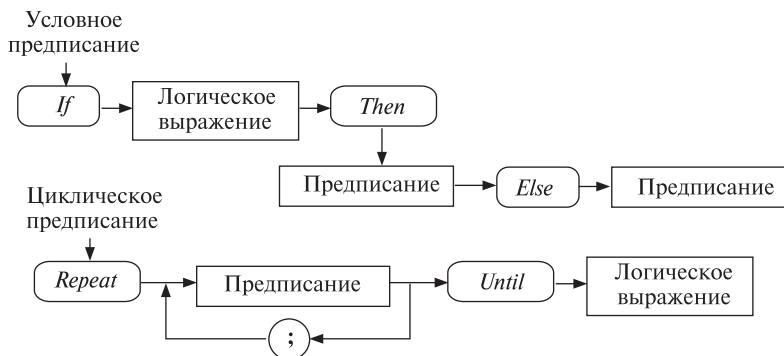 Условное
предписание
If
Логическое
выражение
Then
Предписание
Else
Предписание
Циклическое
предписание
Repeat
Предписание
;
Until
Логическое
выражение